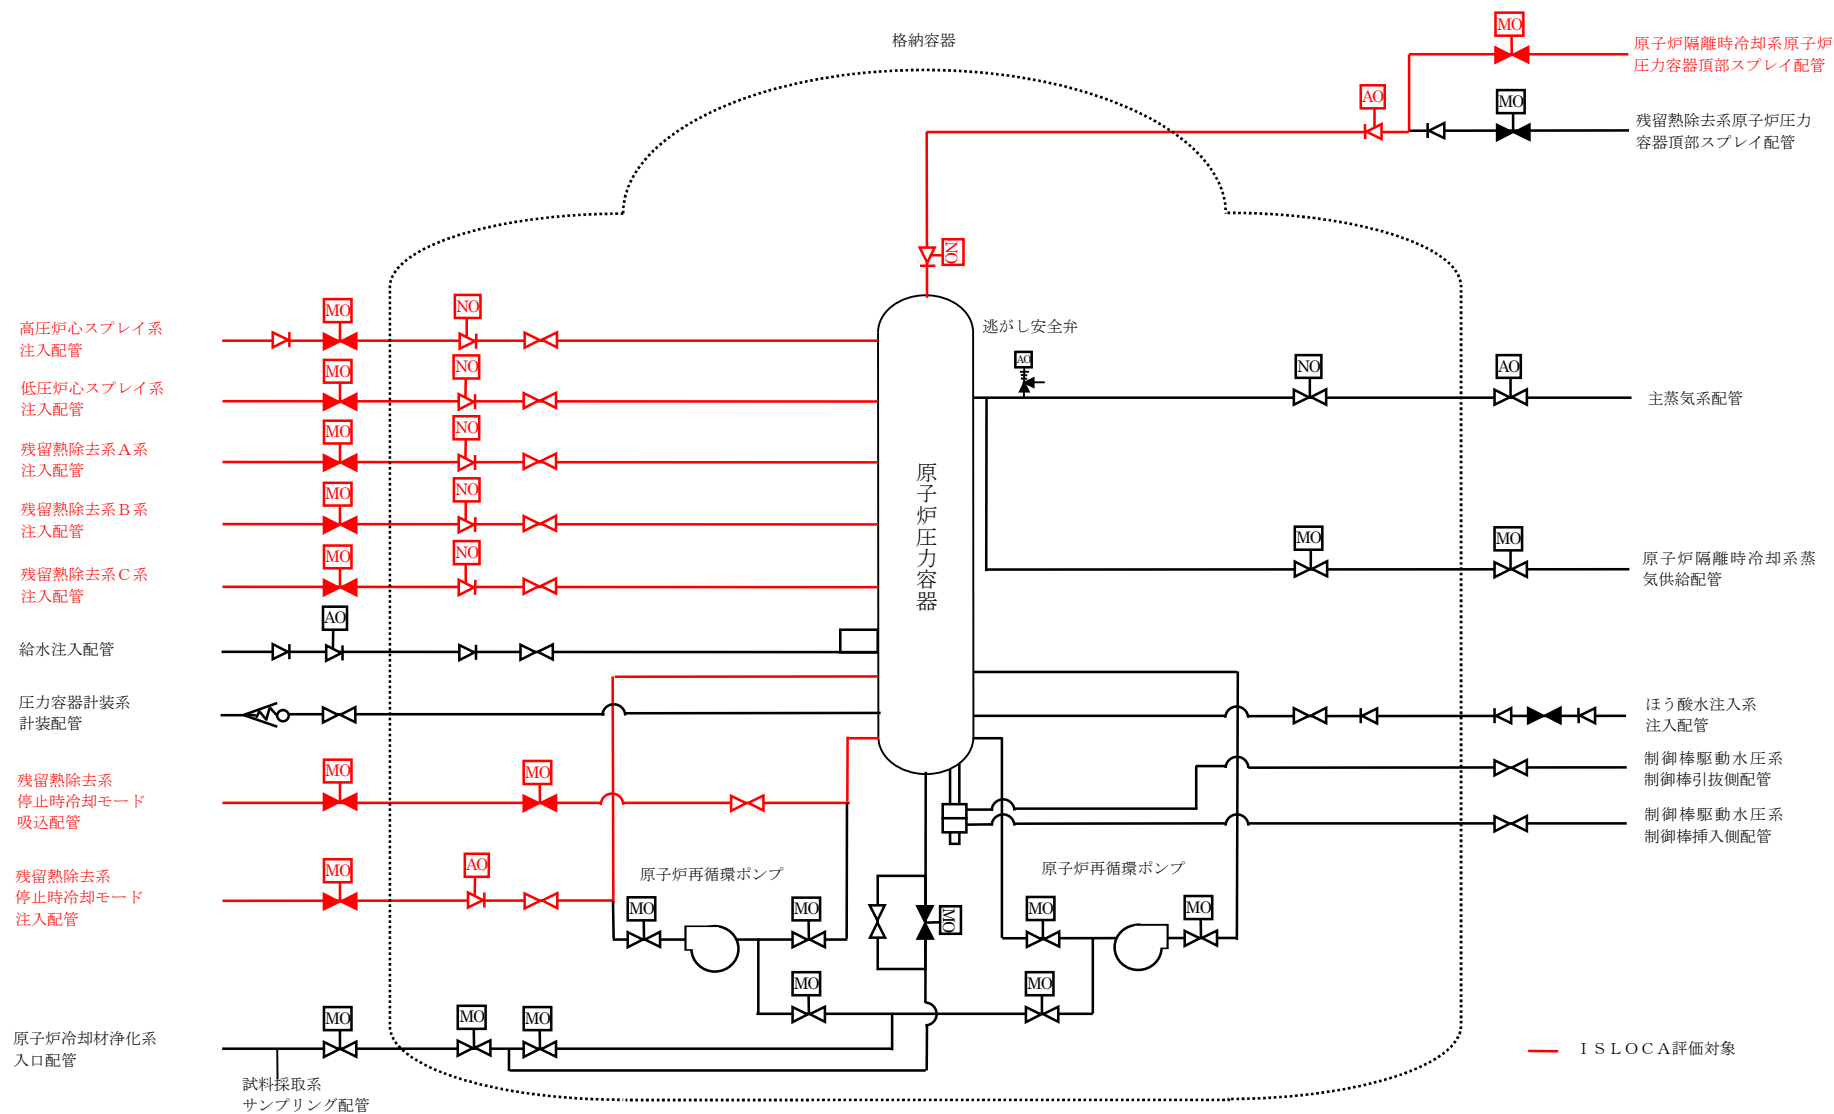 格納容器
MO
原子炉隔離時冷却系原子炉
圧力容器頂部スプレイ配管
AO
MO
残留熱除去系原子炉圧力
容器頂部スプレイ配管
NO
高圧炉心スプレイ系
注入配管
MO
NO
逃がし安全弁
AO
低圧炉心スプレイ系
注入配管
MO
NO
NO
AO
主蒸気系配管
残留熱除去系A系
注入配管
MO
NO
原子炉圧力容器
残留熱除去系B系
注入配管
MO
NO
残留熱除去系C系
注入配管
MO
NO
MO
MO
原子炉隔離時冷却系蒸
気供給配管
給水注入配管
AO
圧力容器計装系
計装配管
ほう酸水注入系
注入配管
残留熱除去系
停止時冷却モード
吸込配管
MO
MO
制御棒駆動水圧系
制御棒引抜側配管
制御棒駆動水圧系
制御棒挿入側配管
残留熱除去系
停止時冷却モード
注入配管
MO
AO
原子炉再循環ポンプ
MO
MO
MO
原子炉再循環ポンプ
MO
MO
MO
MO
原子炉冷却材浄化系
入口配管
MO
MO
MO
試料採取系
サンプリング配管
ISLOCA評価対象